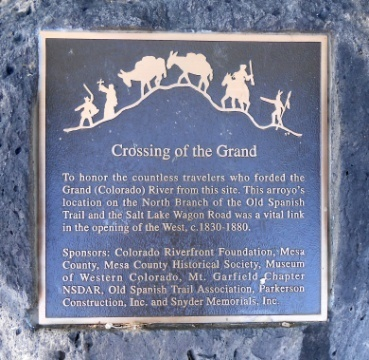 Crossing of the Grand
To honor the countless travelers who forded the
Grand (Colorado) River from this site. This arroyo's
location on the North Branch of the Old Spanish
Trail and the Salt Lake Wagon Road was a vital link
in the opening of the West, c.1830-1880.
Sponsors: Colorado Riverfront Foundation, Mesa
County, Mesa County Historical Society, Museum
of Western Colorado, Mt. Garfield Chapter
NSDAR, Old Spanish Trail Association, Parkerson
Construction, Inc. and Snyder Memorials, Inc.